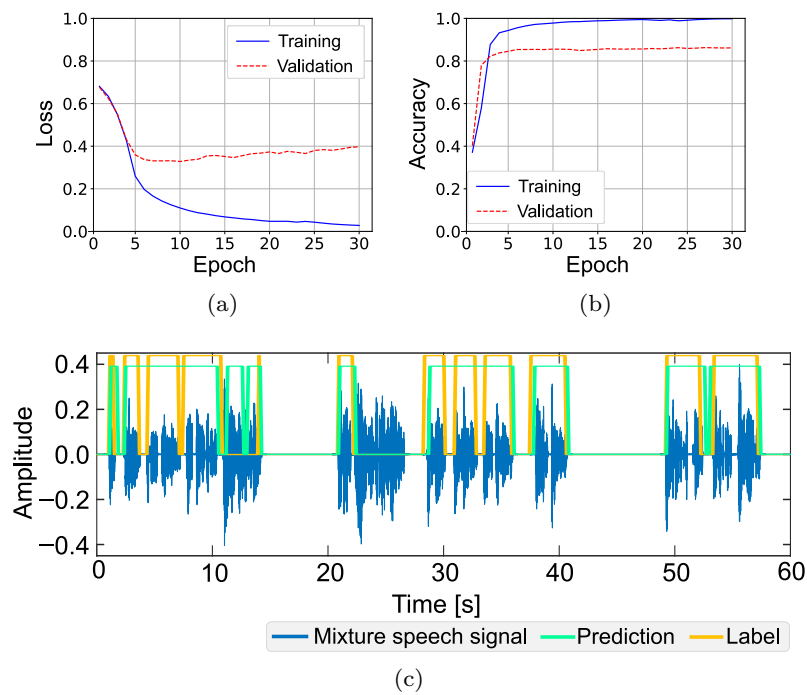 1.0
0.8
0.6
0.4
0.2
0.0
Loss
0 5 10 15 20 25 30
Epoch
Training
Validation
(a)
1.0
0.8
0.6
0.4
0.2
0.0
Accuracy
0 5 10 15 20 25 30
Epoch
Training
Validation
(b)
0.4
0.2
0.0
−0.2
−0.4
Amplitude
0 10 20 30 40 50 60
Time [s]
Mixture speech signal Prediction Label
(c)